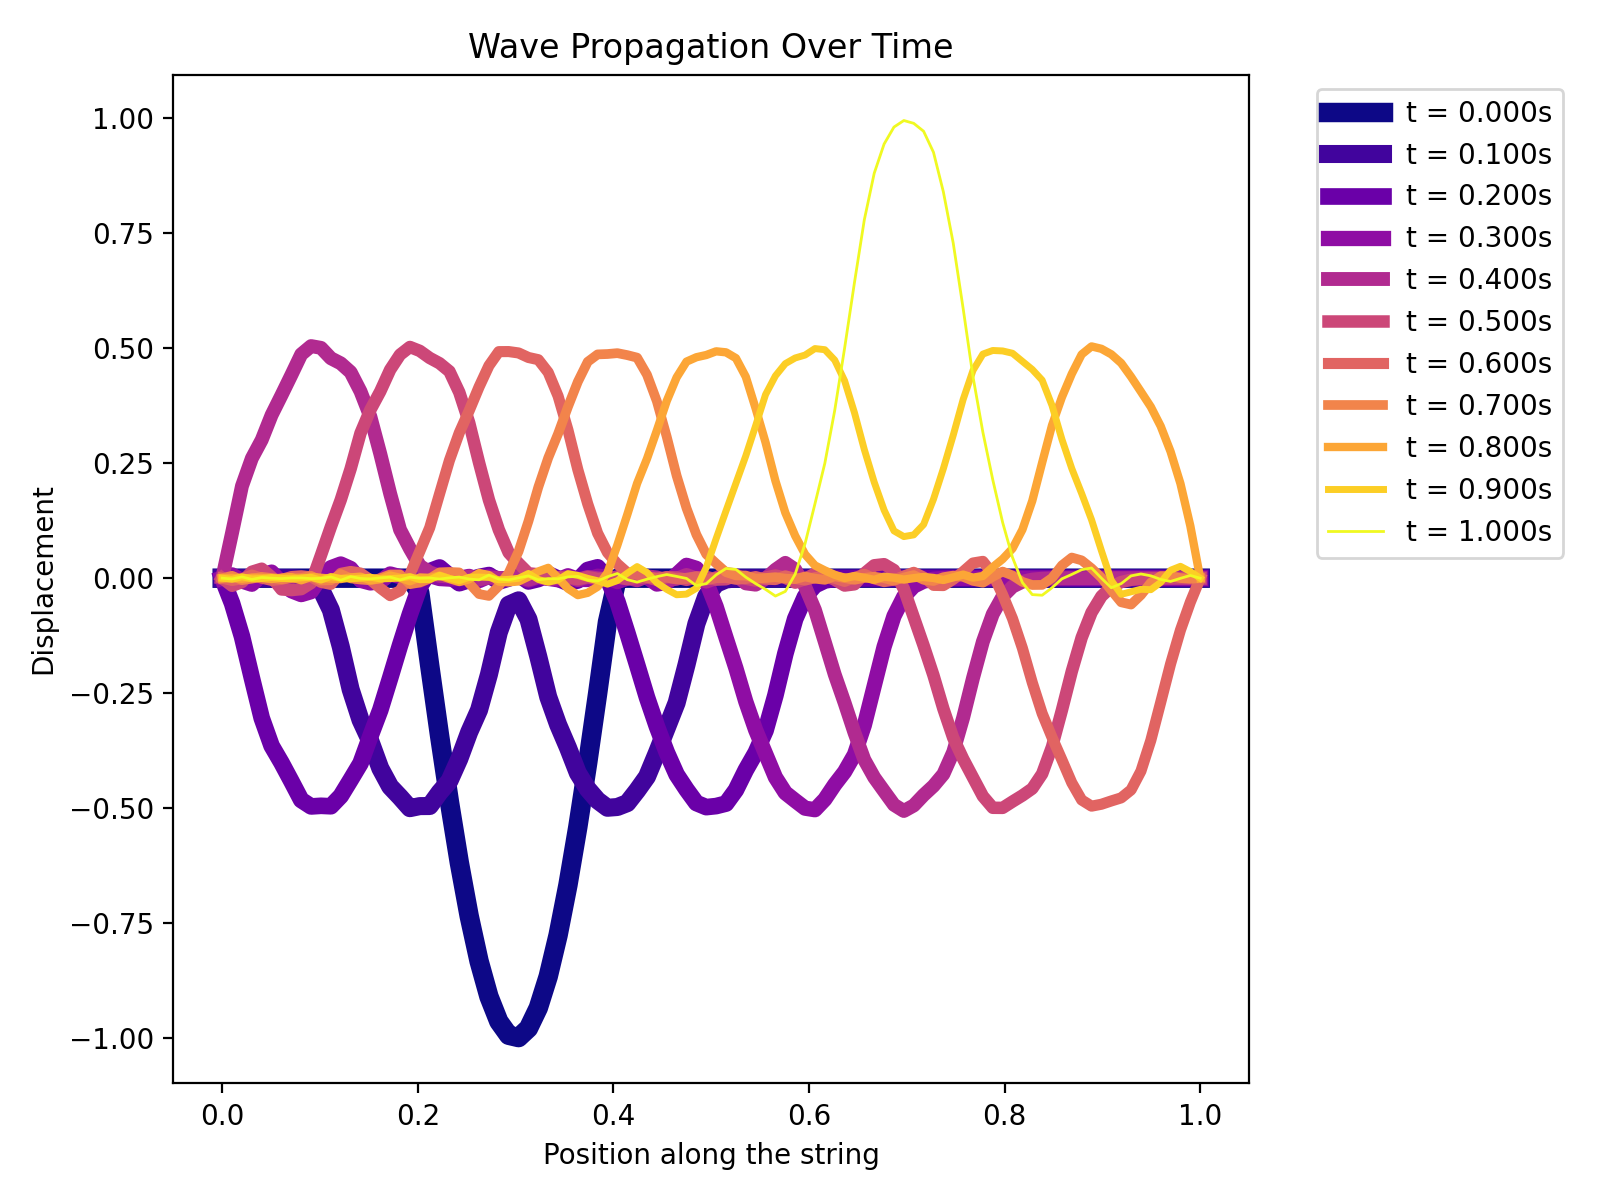 Wave Propagation Over Time
1.00
0.75
0.50
0.25
0.00
−0.25
−0.50
−0.75
−1.00
Displacement
0.0 0.2 0.4 0.6 0.8 1.0
Position along the string
t = 0.000s
t = 0.100s
t = 0.200s
t = 0.300s
t = 0.400s
t = 0.500s
t = 0.600s
t = 0.700s
t = 0.800s
t = 0.900s
t = 1.000s